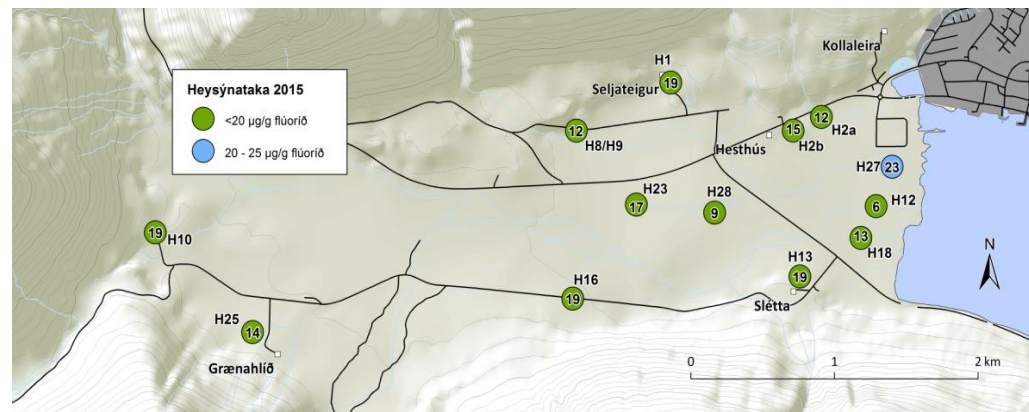 Heysýnataka 2015
<20 µg/g flúoríð
20 - 25 µg/g flúoríð
Kollaleira
H1
19
Seljateigur
12
H8/H9
12
H2a
15
H2b
Hesthús
H27
23
H23
17
H28
9
H12
6
13
H18
19
H10
H13
19
H16
19
Slétta
H25
14
Grænahlíð
N
0 1 2 km